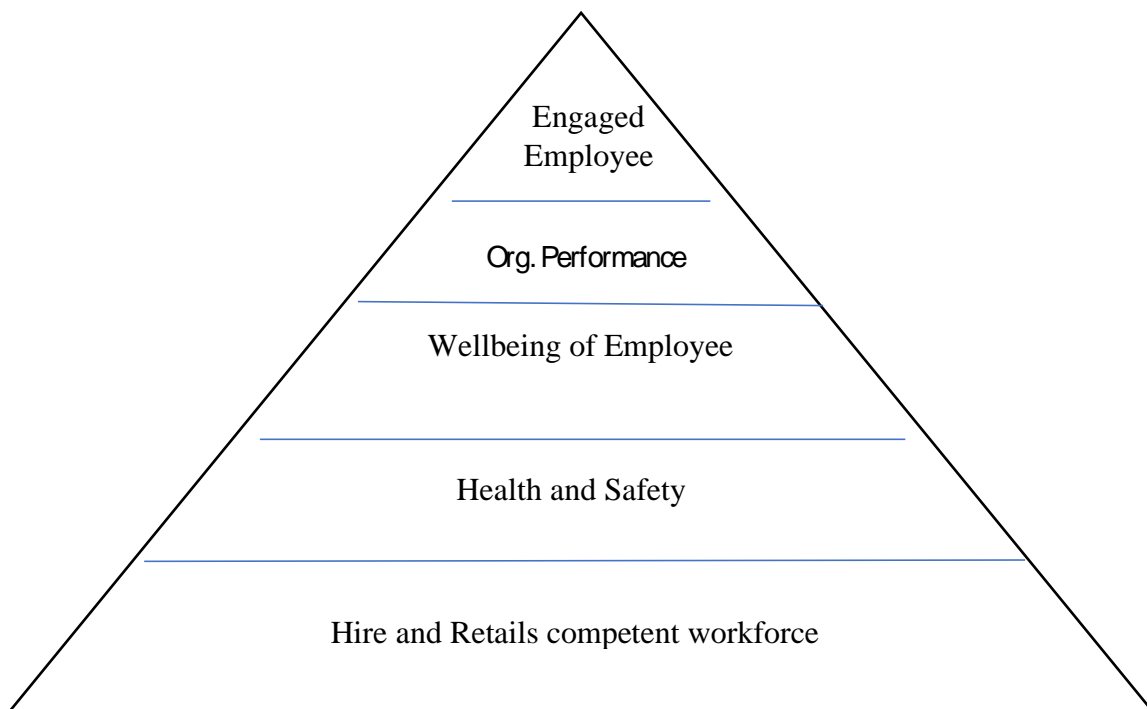 Engaged
Employee
Org. Performance
Wellbeing of Employee
Health and Safety
Hire and Retails competent workforce